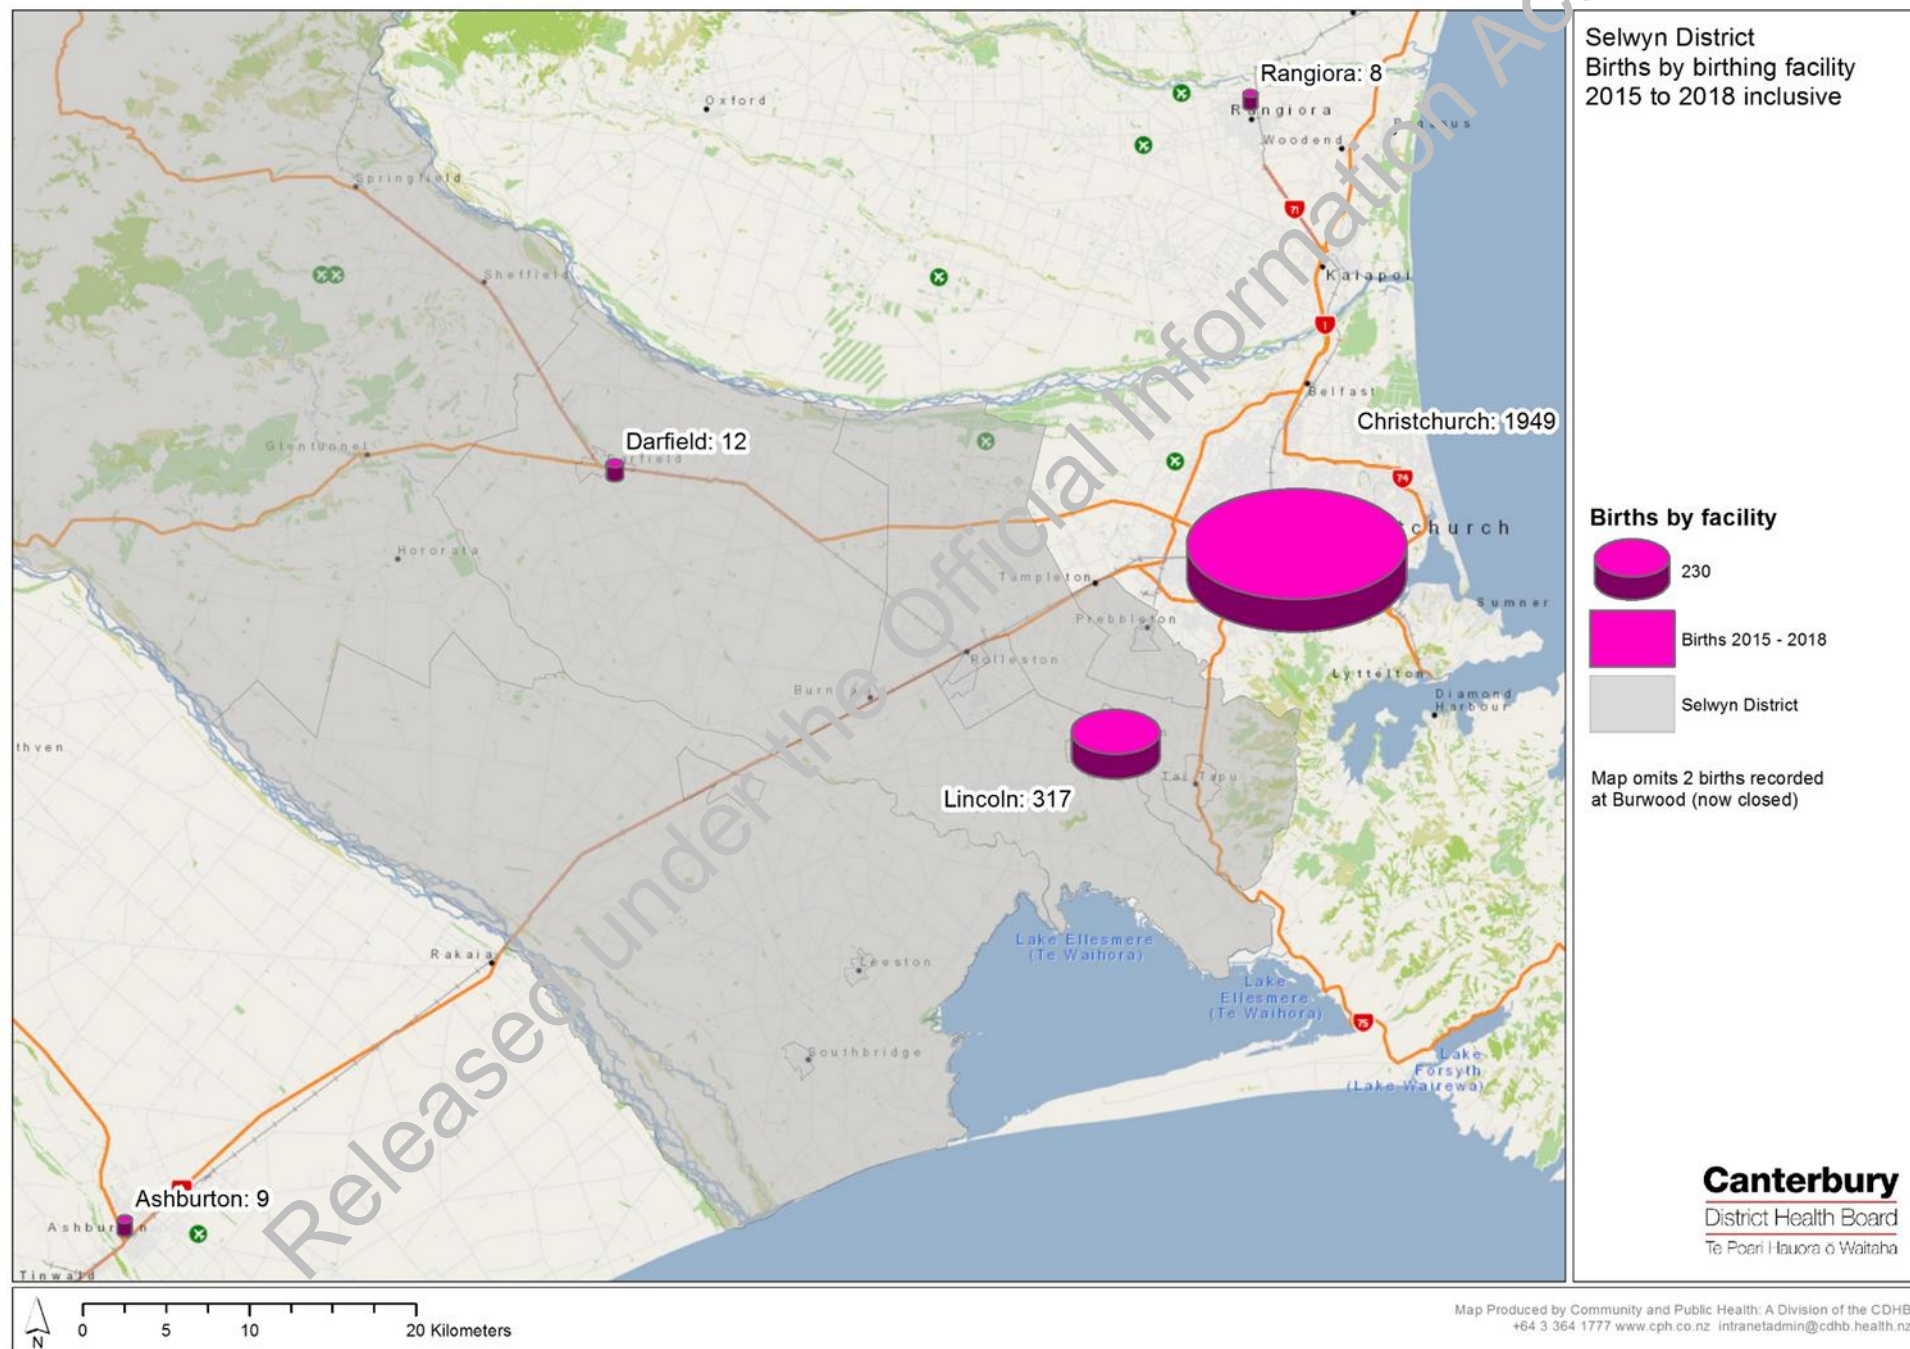 Selwyn District
Births by birthing facility
2015 to 2018 inclusive
Rangiora: 8
Oxford
Rangiora
Woodend
Springfield
71
Sheffield
Kaiapoi
1
Belfast
Christchurch: 1949
Darfield: 12
Glentunnel
74
Hororata
Templeton
Sumner
Prebbleton
Rolleston
Lyttelton
Diamond
Harbour
Lincoln: 317
Tai Tapu
Rakaia
Leeston
Lake Ellesmere
(Te Waihora)
Lake
Ellesmere
(Te Waihora)
75
Southbridge
Lake
Forsyth
(Lake Wairewa)
Ashburton: 9
Tinwald
Released under the Official Information Act
Births by facility
230
Births 2015 - 2018
Selwyn District
Map omits 2 births recorded
at Burwood (now closed)
Canterbury
District Health Board
Te Poari Hauora ō Waitaha
N
0 5 10 20 Kilometers
Map Produced by Community and Public Health: A Division of the CDHB
+64 3 364 1777 www.cph.co.nz intranetadmin@cdhb.health.nz